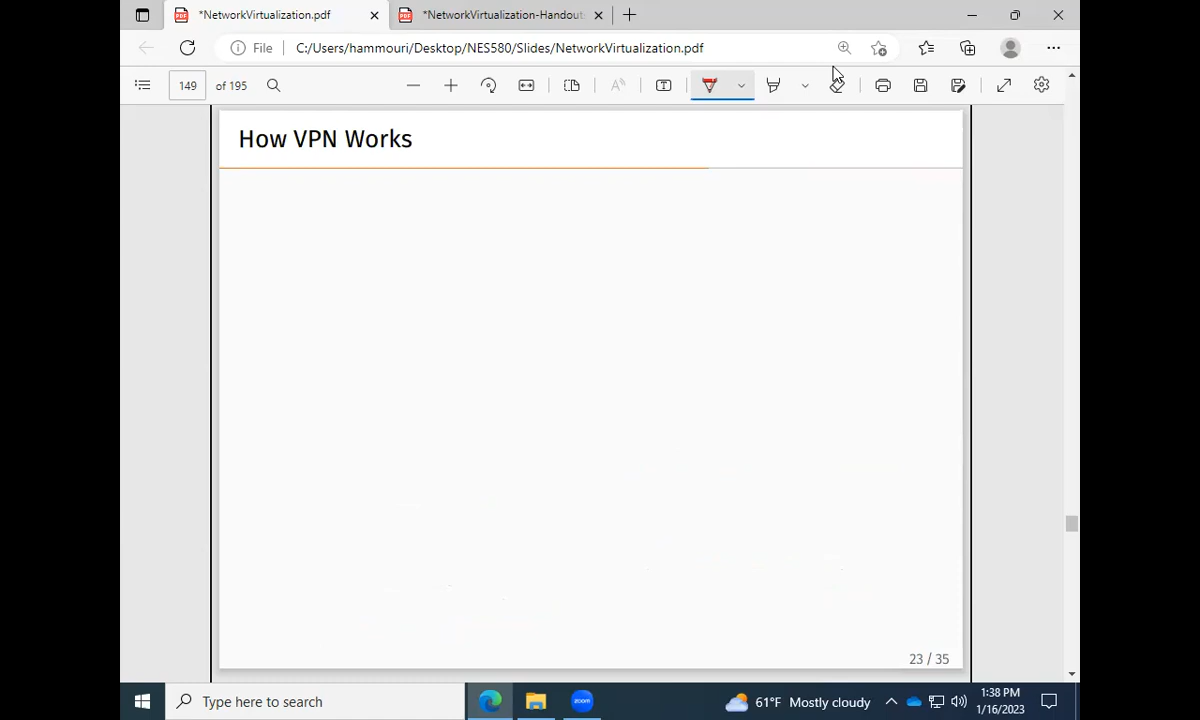 *NetworkVirtualization.pdf
*NetworkVirtualization-Handout
File
C:/Users/hammouri/Desktop/NES580/Slides/NetworkVirtualization.pdf
149 of 195
How VPN Works
23 / 35
Type here to search
zoom
61°F Mostly cloudy
1:38 PM
1/16/2023